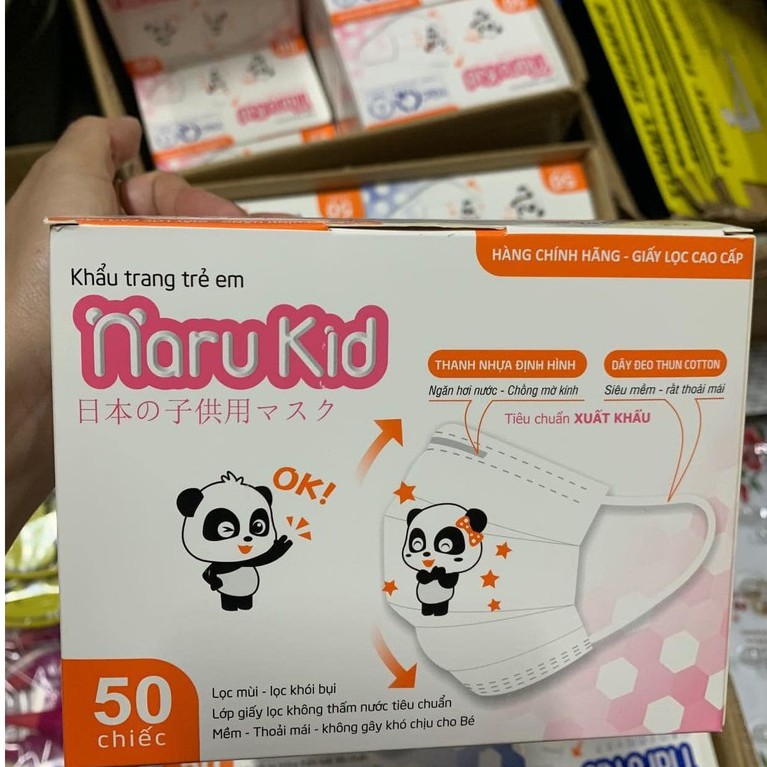 HÀNG CHÍNH HÃNG - GIẤY LỌC CAO CẤP
Khẩu trang trẻ em
Naru Kid
日本の子供用マスク
THANH NHỰA ĐỊNH HÌNH
Ngăn hơi nước - Chồng mờ kính
DÂY ĐEO THUN COTTON
Siêu mềm - rất thoải mái
Tiêu chuẩn XUẤT KHẨU
OK!
50
chiếc
Lọc mùi - lọc khói bụi
Lớp giấy lọc không thấm nước tiêu chuẩn
Mềm - Thoải mái - không gây khó chịu cho Bé